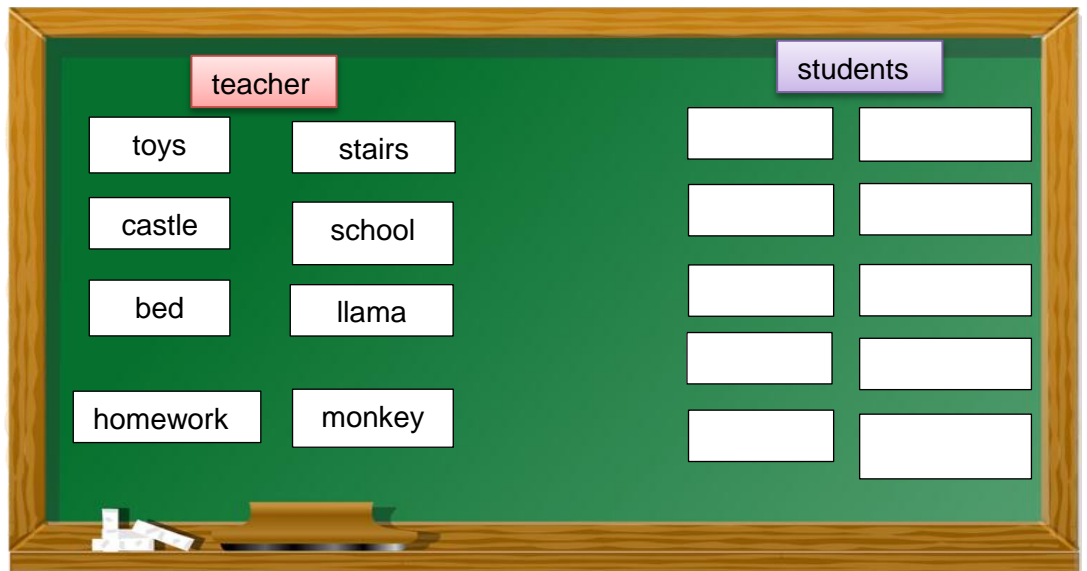 teacher
students
toys
stairs
castle
school
bed
llama
homework
monkey